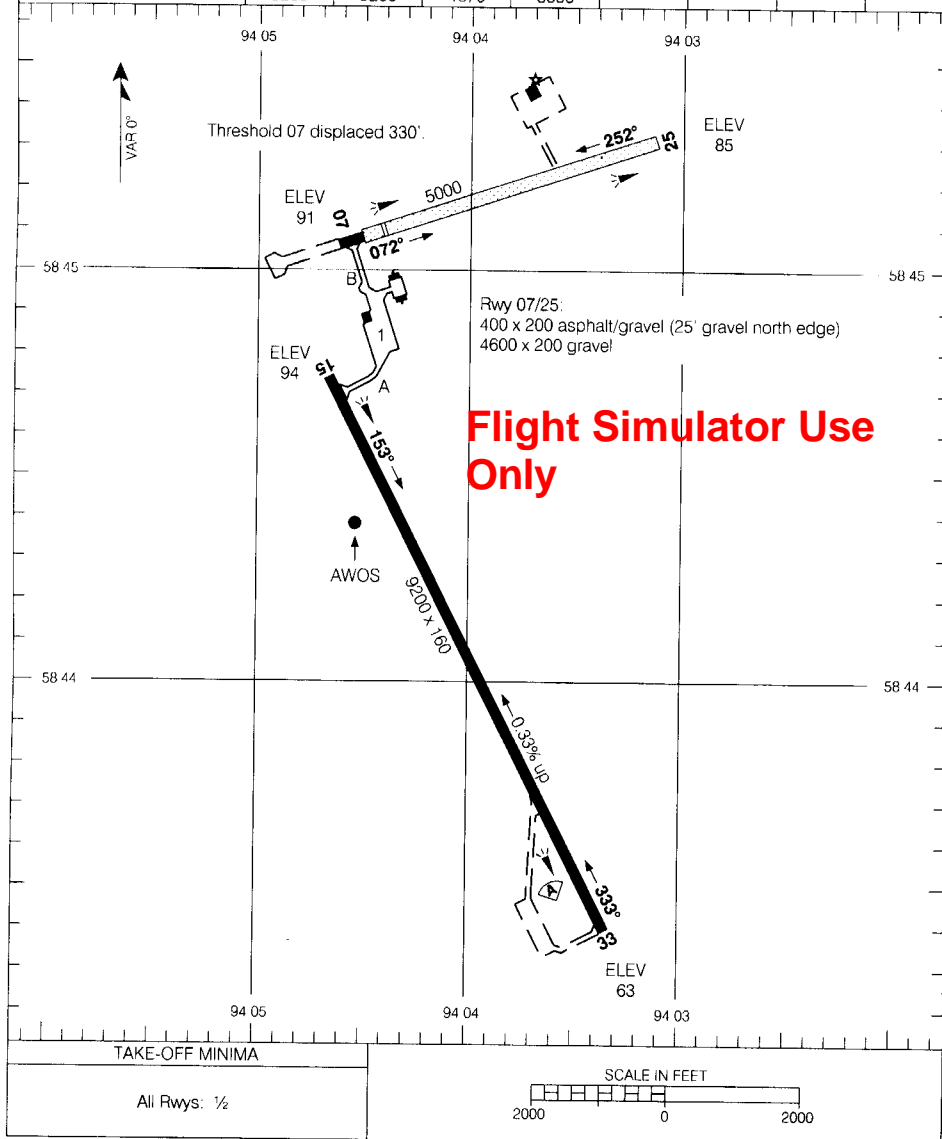 94 05
94 04
94 03
VAR 0°
Threshold 07 displaced 330'.
ELEV
85
252°
25
5000
ELEV
91
07
072°
58 45
58 45
B
Rwy 07/25:
400 x 200 asphalt/gravel (25' gravel north edge)
4600 x 200 gravel
1
ELEV
94
15
A
Flight Simulator Use
Only
153°
AWOS
9200 x 160
58 44
58 44
0.33% up
A
333°
33
ELEV
63
94 05
94 04
94 03
TAKE-OFF MINIMA
All Rwys: ½
SCALE IN FEET
2000
0
2000